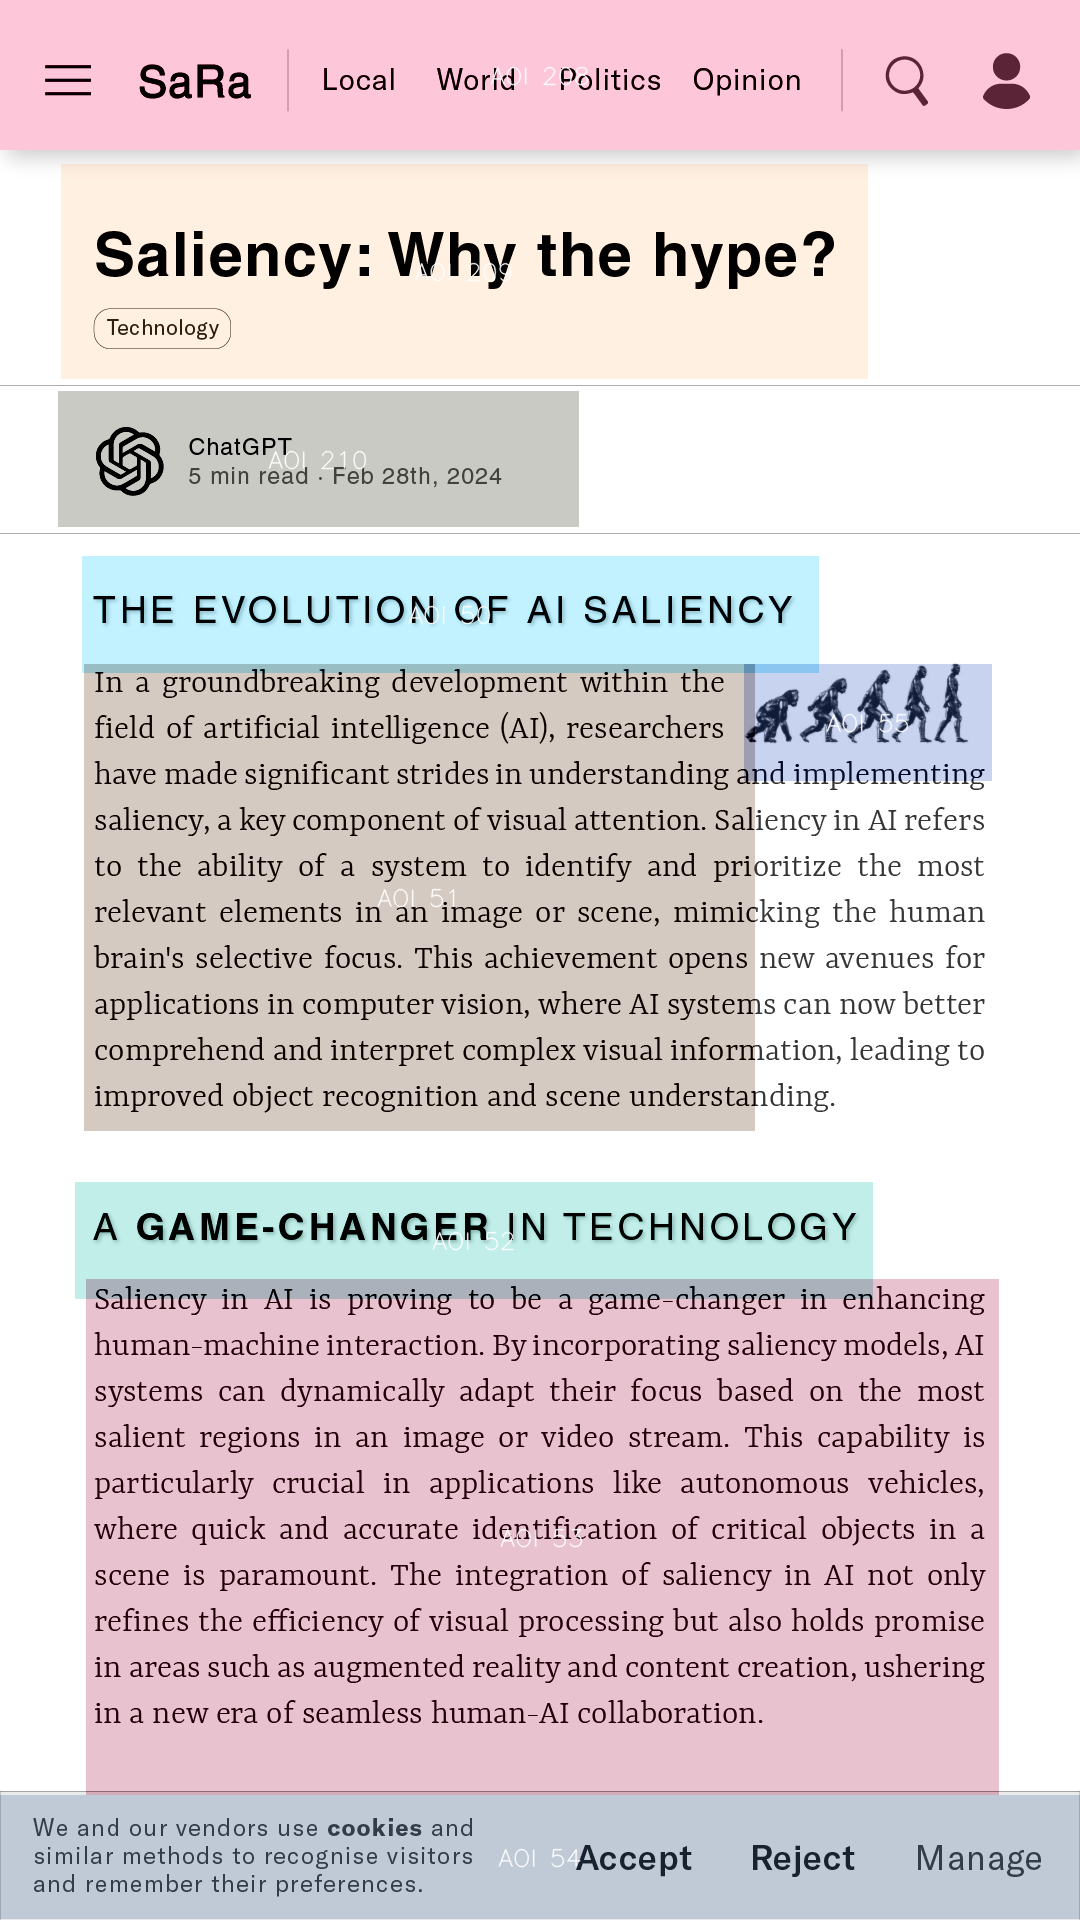 SaRa Local World Politics Opinion
AOI 208
Saliency: Why the hype?
AOI 209
Technology
ChatGPT
AOI 210
5 min read · Feb 28th, 2024
THE EVOLUTION OF AI SALIENCY
AOI 50
In a groundbreaking development within the
field of artificial intelligence (AI), researchers
AOI 55
have made significant strides in understanding and implementing
saliency, a key component of visual attention. Saliency in AI refers
to the ability of a system to identify and prioritize the most
AOI 51
relevant elements in an image or scene, mimicking the human
brain's selective focus. This achievement opens new avenues for
applications in computer vision, where AI systems can now better
comprehend and interpret complex visual information, leading to
improved object recognition and scene understanding.
A GAME-CHANGER IN TECHNOLOGY
AOI 52
Saliency in AI is proving to be a game-changer in enhancing
human-machine interaction. By incorporating saliency models, AI
systems can dynamically adapt their focus based on the most
salient regions in an image or video stream. This capability is
particularly crucial in applications like autonomous vehicles,
where quick and accurate identification of critical objects in a
AOI 53
scene is paramount. The integration of saliency in AI not only
refines the efficiency of visual processing but also holds promise
in areas such as augmented reality and content creation, ushering
in a new era of seamless human-AI collaboration.
We and our vendors use cookies and
similar methods to recognise visitors
and remember their preferences.
AOI 54
Accept Reject Manage